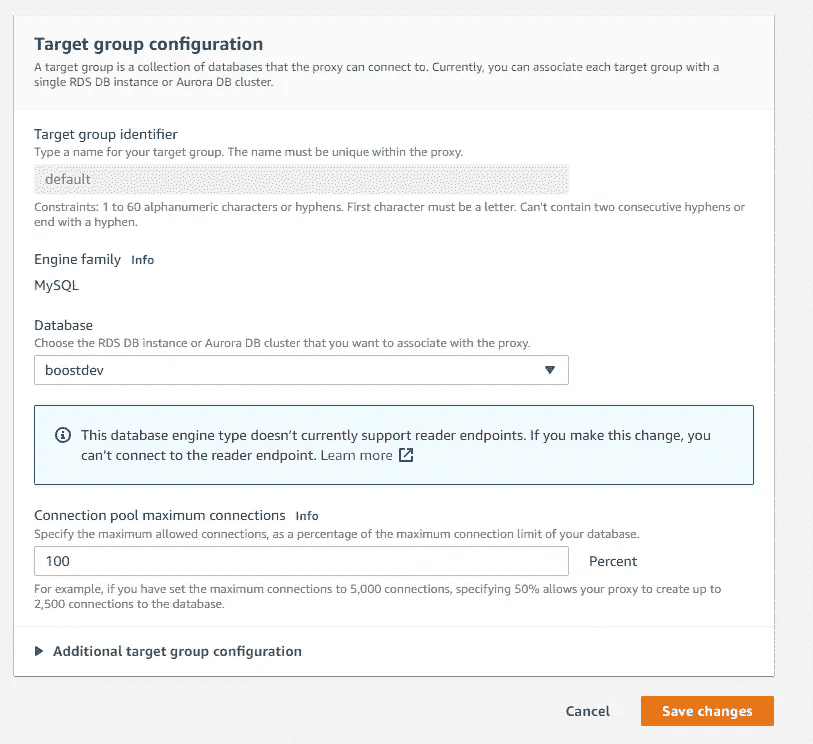 Target group configuration
A target group is a collection of databases that the proxy can connect to. Currently, you can associate each target group with a
single RDS DB instance or Aurora DB cluster.
Target group identifier
Type a name for your target group. The name must be unique within the proxy.
default
Constraints: 1 to 60 alphanumeric characters or hyphens. First character must be a letter. Can't contain two consecutive hyphens or
end with a hyphen.
Engine family Info
MySQL
Database
Choose the RDS DB instance or Aurora DB cluster that you want to associate with the proxy.
boostdev
This database engine type doesn't currently support reader endpoints. If you make this change, you
can't connect to the reader endpoint. Learn more
Connection pool maximum connections Info
Specify the maximum allowed connections, as a percentage of the maximum connection limit of your database.
100 Percent
For example, if you have set the maximum connections to 5,000 connections, specifying 50% allows your proxy to create up to
2,500 connections to the database.
Additional target group configuration
Cancel Save changes